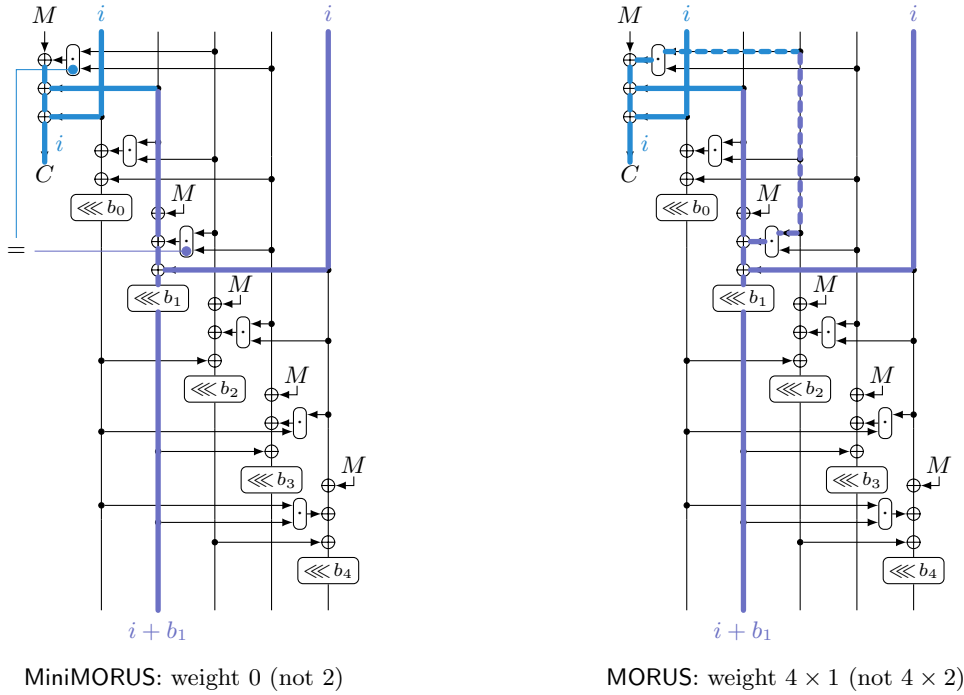 M i i M i i
i i
C C
⋘ b₀ M ⋘ b₀ M
=
⋘ b₁ M ⋘ b₁ M
⋘ b₂ M ⋘ b₂ M
⋘ b₃ M ⋘ b₃ M
⋘ b₄ ⋘ b₄
i + b₁ i + b₁
MiniMORUS: weight 0 (not 2) MORUS: weight 4 × 1 (not 4 × 2)